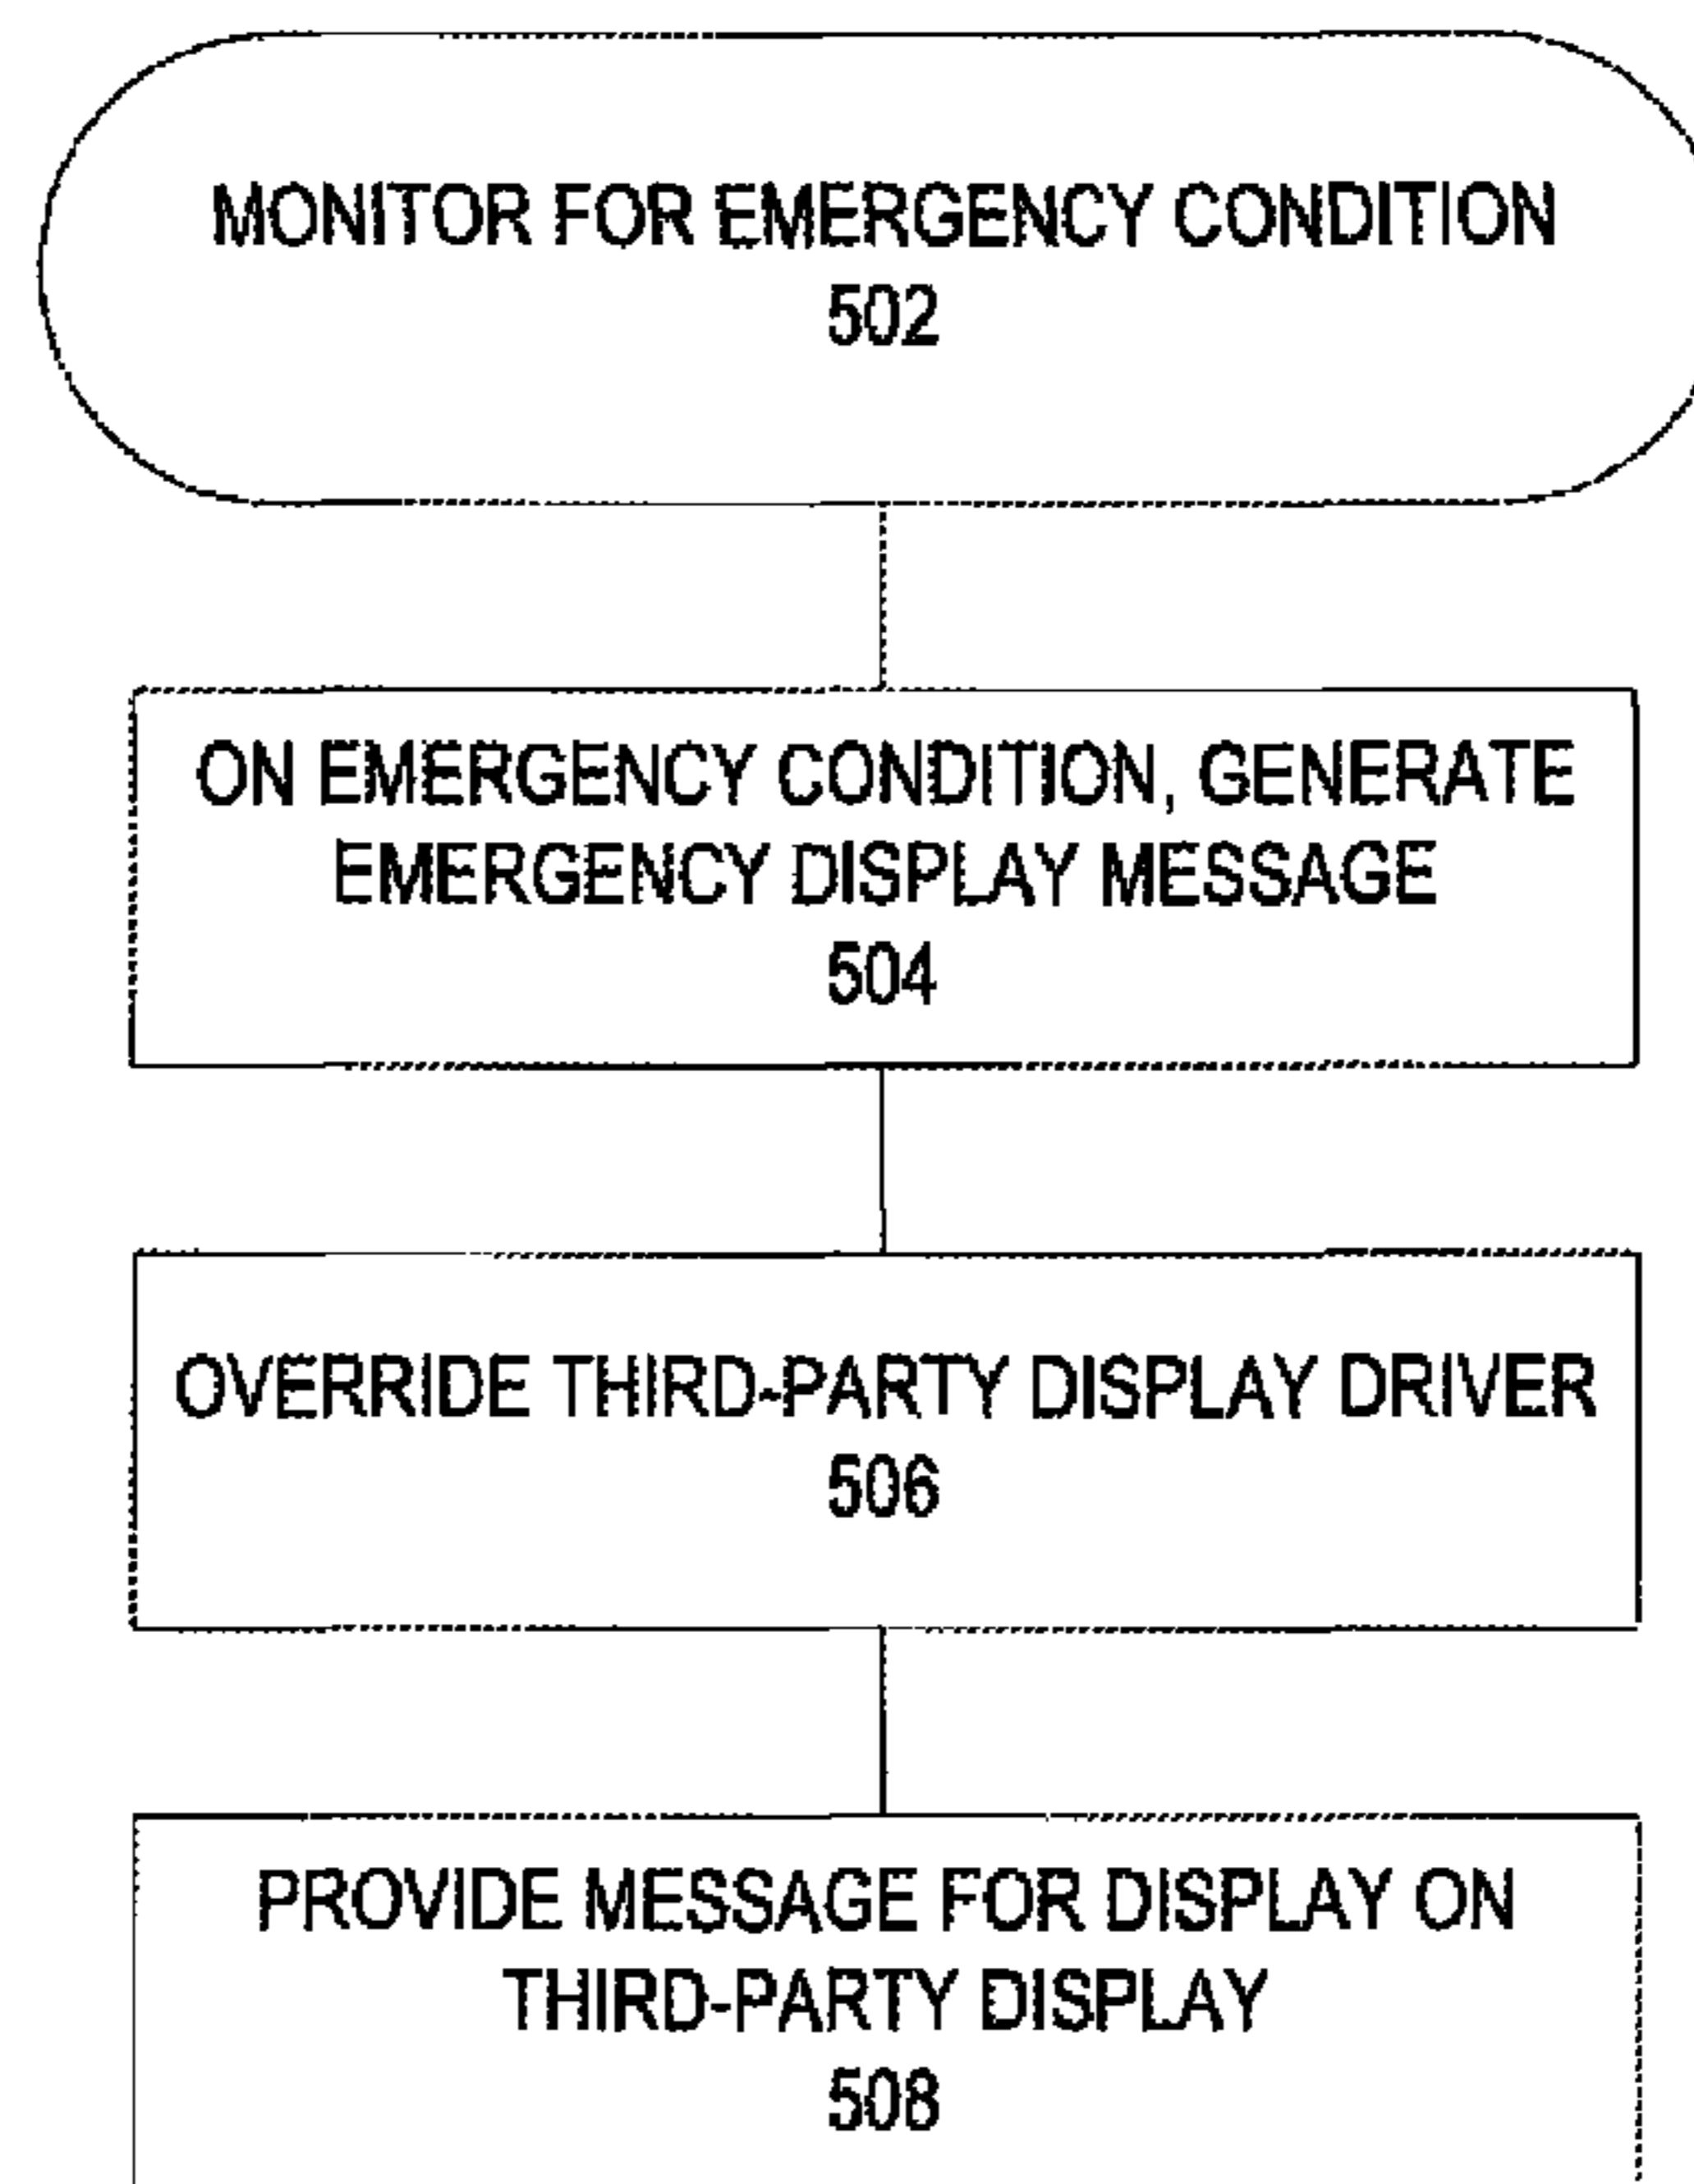 MONITOR FOR EMERGENCY CONDITION
502
ON EMERGENCY CONDITION, GENERATE
EMERGENCY DISPLAY MESSAGE
504
OVERRIDE THIRD-PARTY DISPLAY DRIVER
506
PROVIDE MESSAGE FOR DISPLAY ON
THIRD-PARTY DISPLAY
508